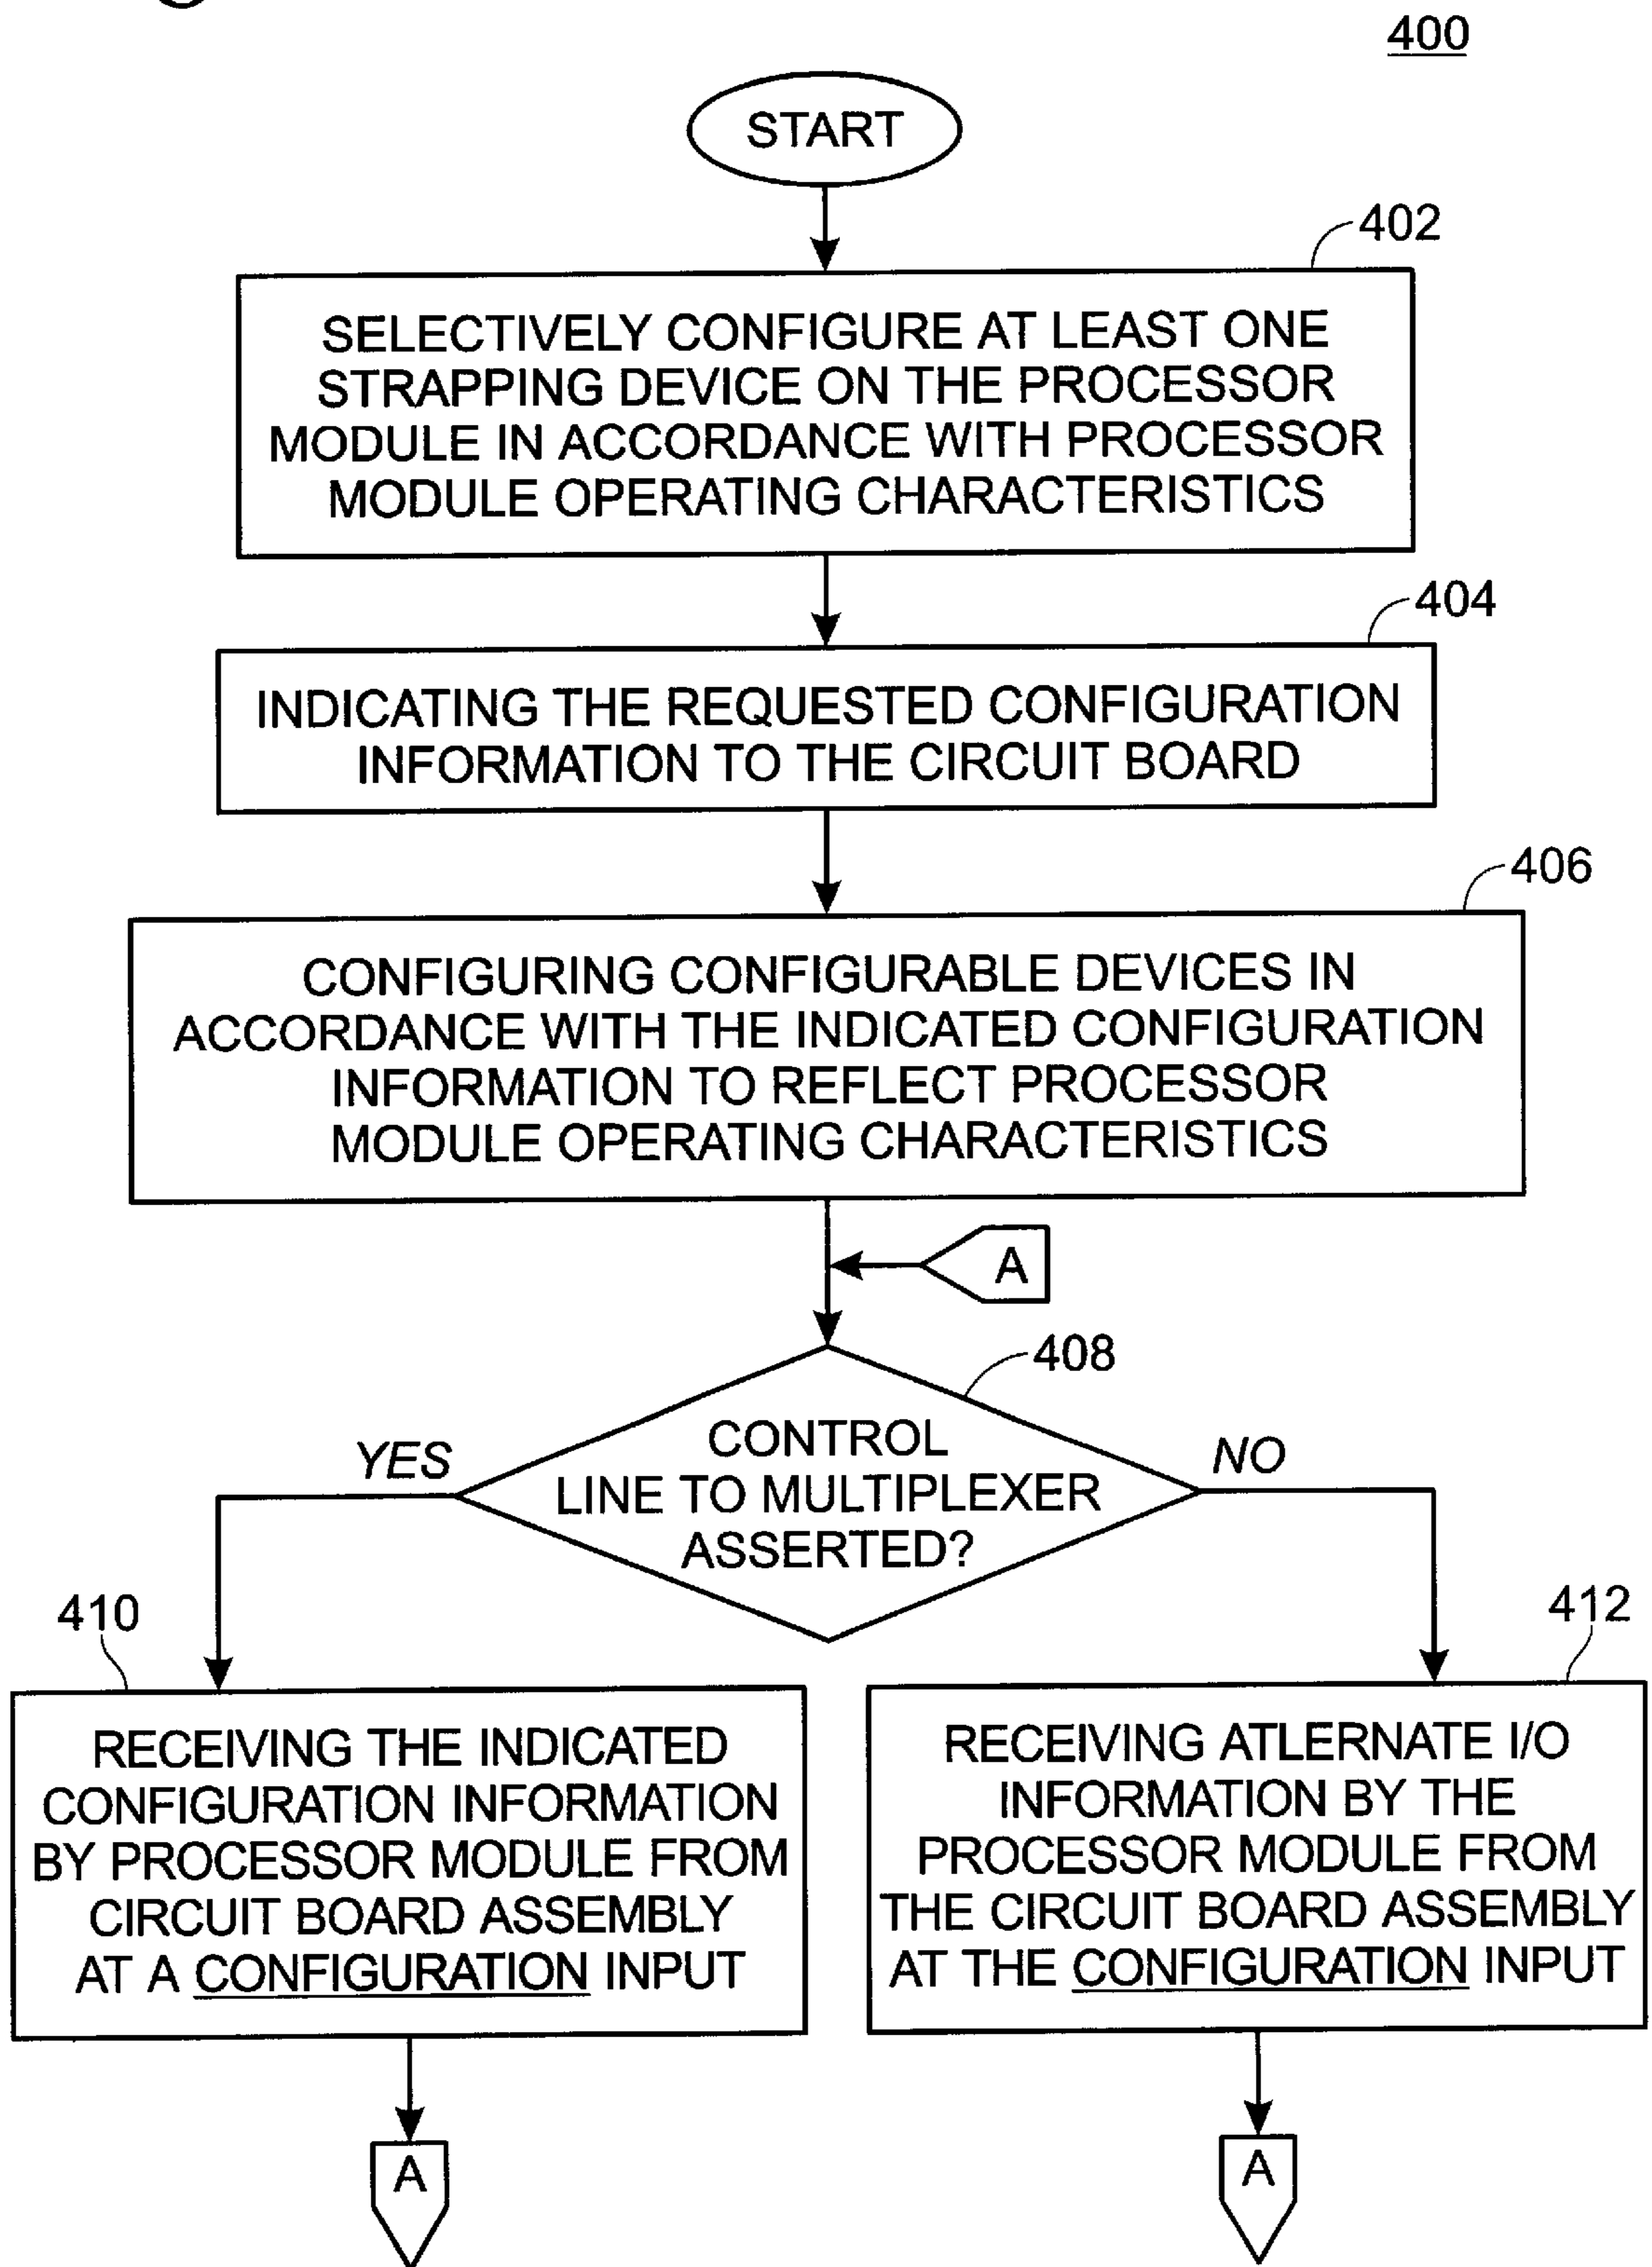 400
START
402
SELECTIVELY CONFIGURE AT LEAST ONE
STRAPPING DEVICE ON THE PROCESSOR
MODULE IN ACCORDANCE WITH PROCESSOR
MODULE OPERATING CHARACTERISTICS
404
INDICATING THE REQUESTED CONFIGURATION
INFORMATION TO THE CIRCUIT BOARD
406
CONFIGURING CONFIGURABLE DEVICES IN
ACCORDANCE WITH THE INDICATED CONFIGURATION
INFORMATION TO REFLECT PROCESSOR
MODULE OPERATING CHARACTERISTICS
A
408
CONTROL
LINE TO MULTIPLEXER
ASSERTED?
YES
NO
410
RECEIVING THE INDICATED
CONFIGURATION INFORMATION
BY PROCESSOR MODULE FROM
CIRCUIT BOARD ASSEMBLY
AT A CONFIGURATION INPUT
A
412
RECEIVING ATLERNATE I/O
INFORMATION BY THE
PROCESSOR MODULE FROM
THE CIRCUIT BOARD ASSEMBLY
AT THE CONFIGURATION INPUT
A